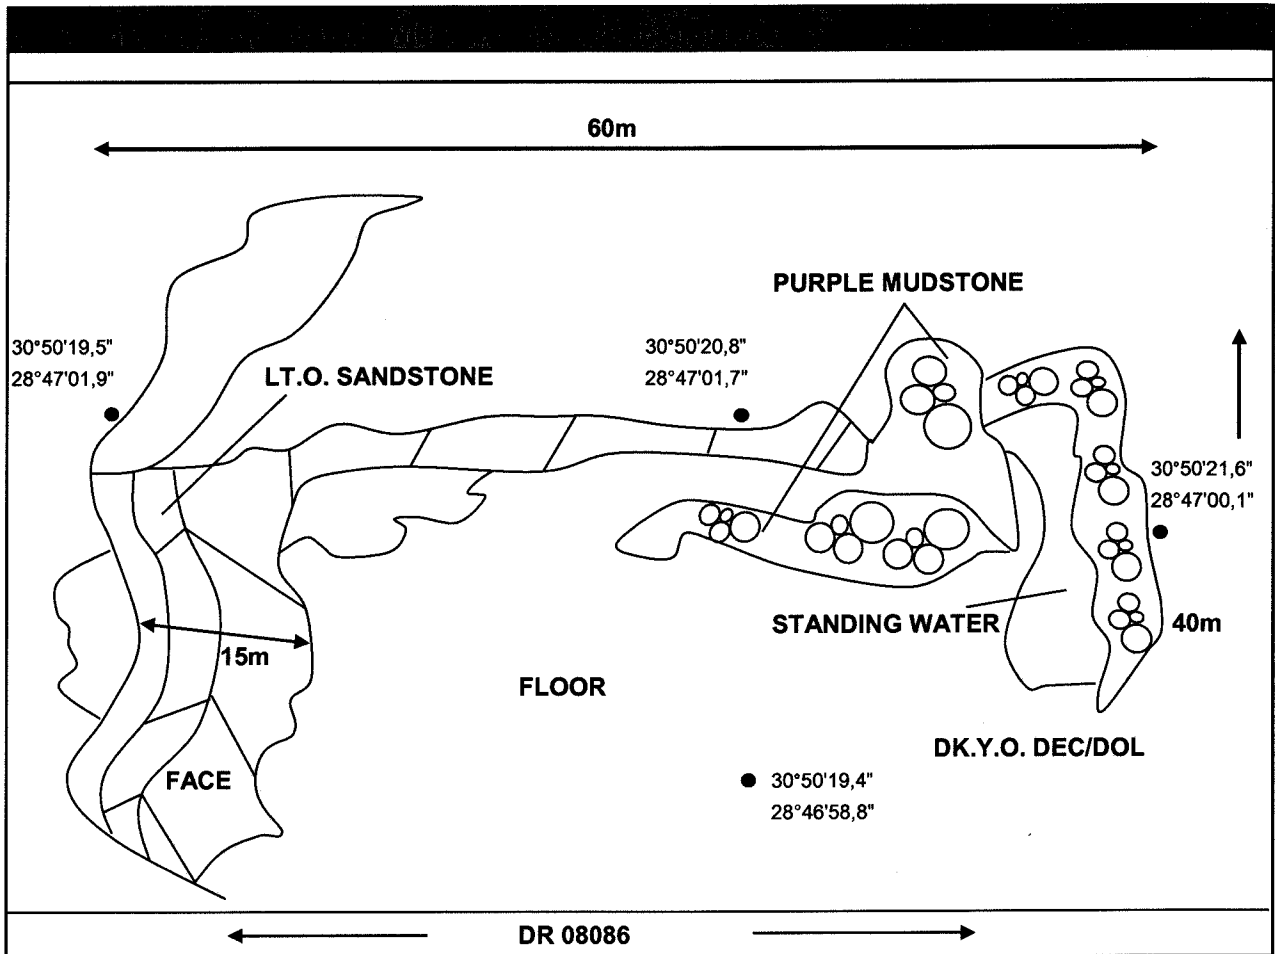 60m
PURPLE MUDSTONE
30°50'19,5"
28°47'01,9"
30°50'20,8"
28°47'01,7"
LT.O. SANDSTONE
30°50'21,6"
28°47'00,1"
STANDING WATER
40m
15m
FLOOR
DK.Y.O. DEC/DOL
FACE
30°50'19,4"
28°46'58,8"
DR 08086